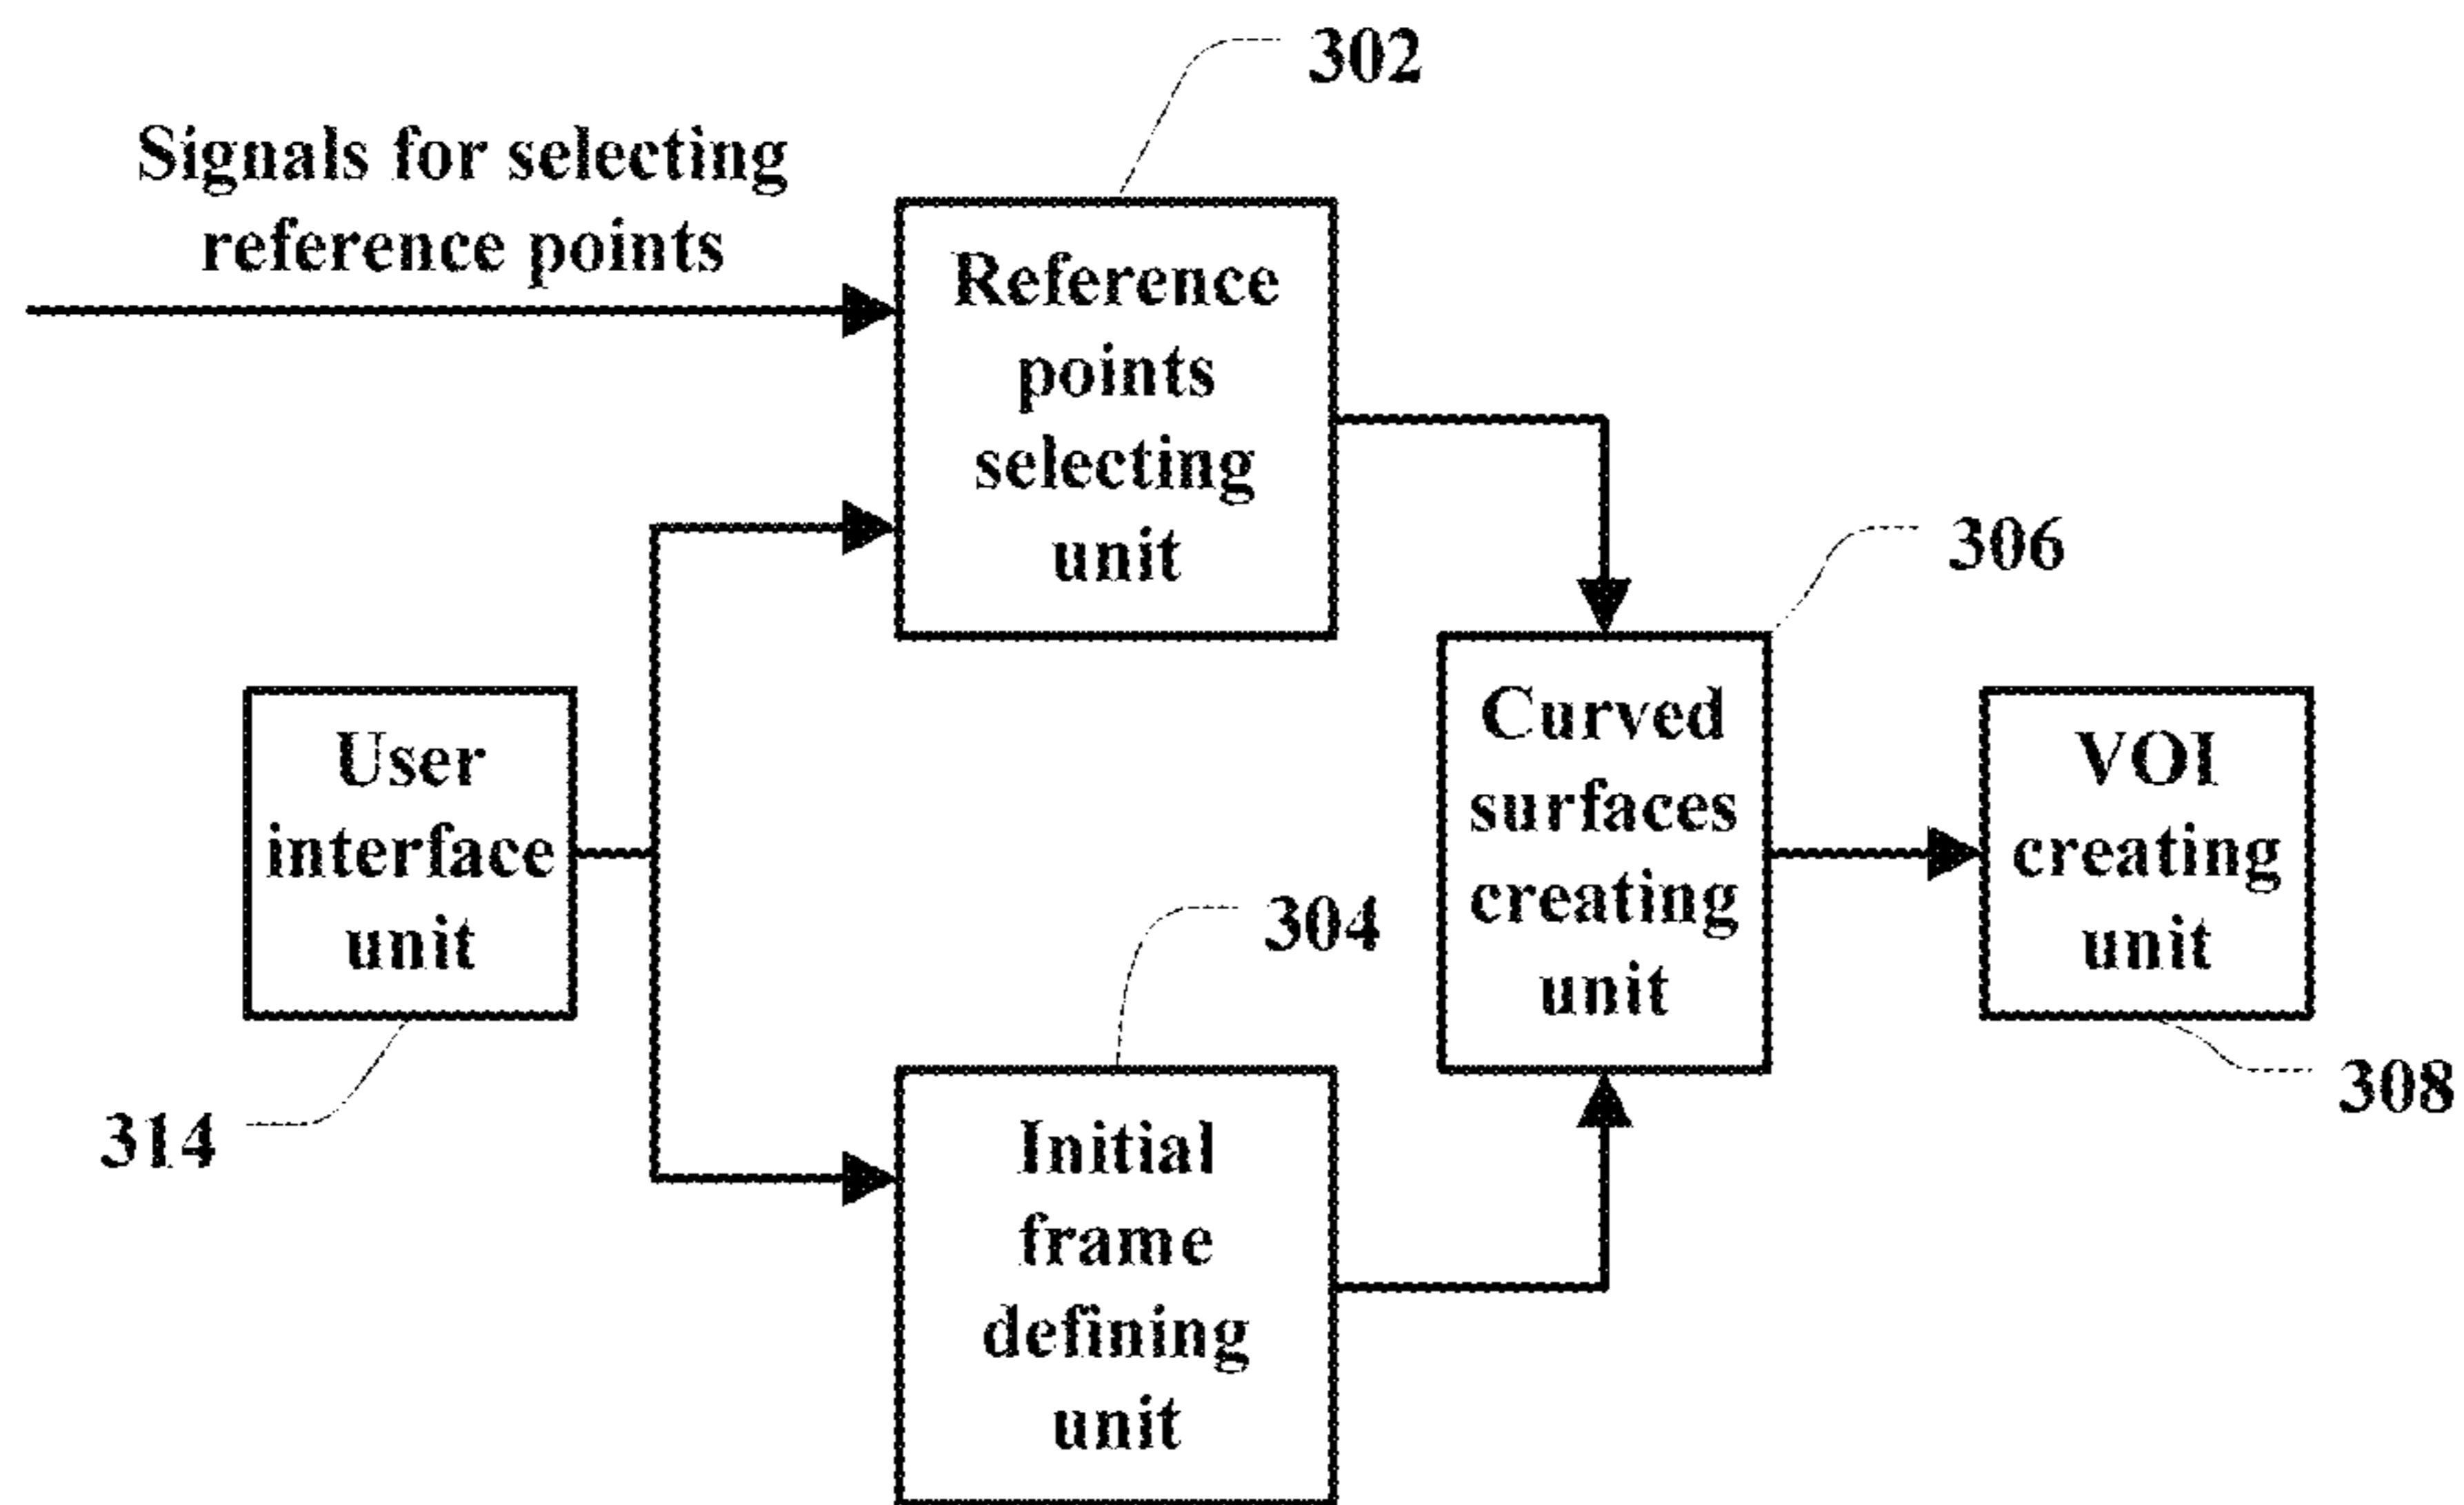 302
Signals for selecting
reference points
Reference
points
selecting
unit
306
User
interface
unit
314
Curved
surfaces
creating
unit
VOI
creating
unit
308
304
Initial
frame
defining
unit